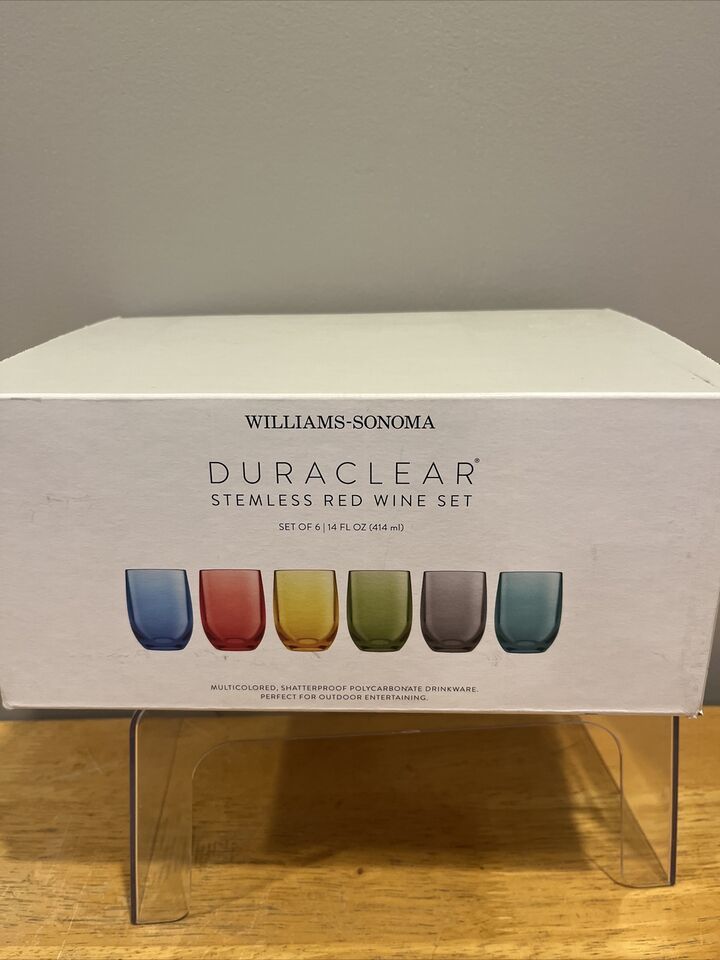 WILLIAMS-SONOMA
DURACLEAR®
STEMLESS RED WINE SET
SET OF 6 | 14 FL OZ (414 ml)
MULTICOLORED, SHATTERPROOF POLYCARBONATE DRINKWARE.
PERFECT FOR OUTDOOR ENTERTAINING.